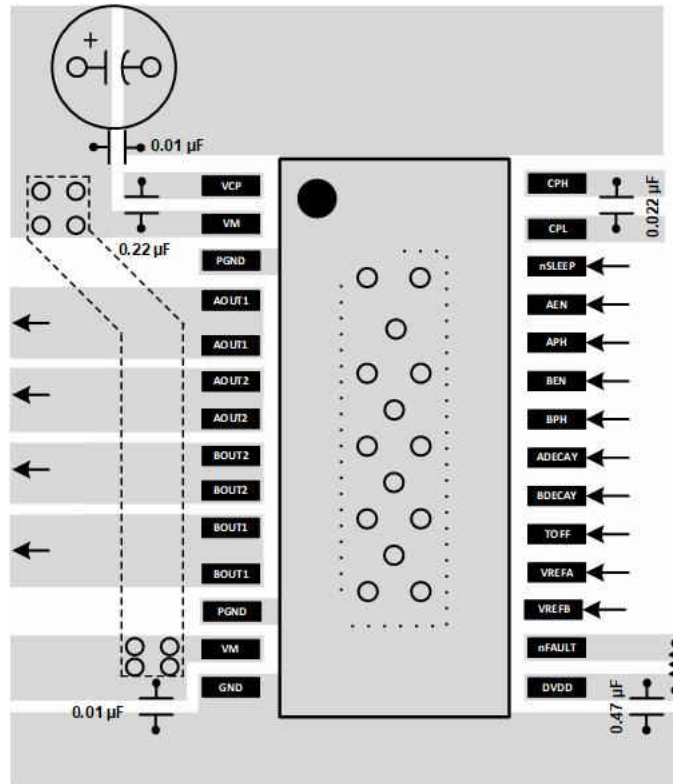 +
0.01 µF
VCP
CPH
0.022 µF
VM
CPL
0.22 µF
PGND
nSLEEP
AOUT1
AEN
AOUT1
APH
AOUT2
BEN
AOUT2
BPH
BOUT2
ADECAY
BOUT2
BDECAY
BOUT1
TOFF
BOUT1
VREFA
PGND
VREFB
VM
nFAULT
GND
DVDD
0.01 µF
0.47 µF